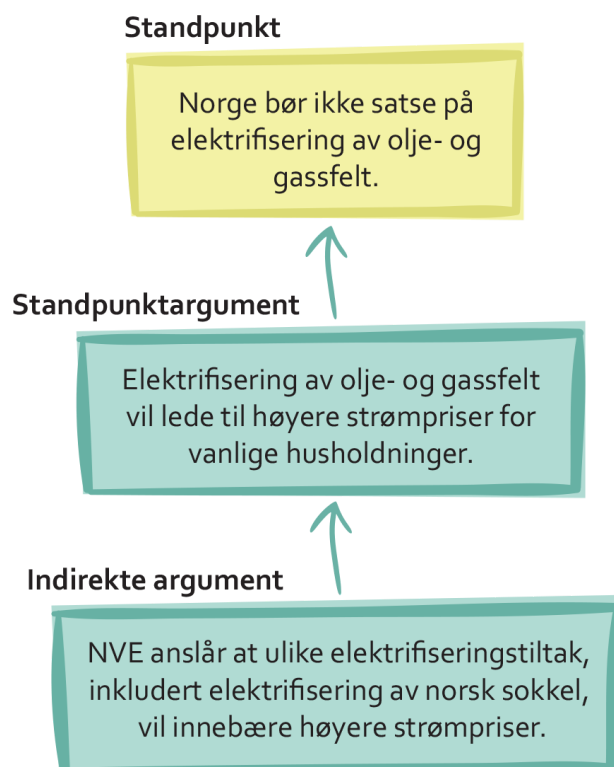 Standpunkt
Norge bør ikke satse på
elektrifisering av olje- og
gassfelt.
Standpunktargument
Elektrifisering av olje- og gassfelt
vil lede til høyere strømpriser for
vanlige husholdninger.
Indirekte argument
NVE anslår at ulike elektrifiseringstiltak,
inkludert elektrifisering av norsk sokkel,
vil innebære høyere strømpriser.